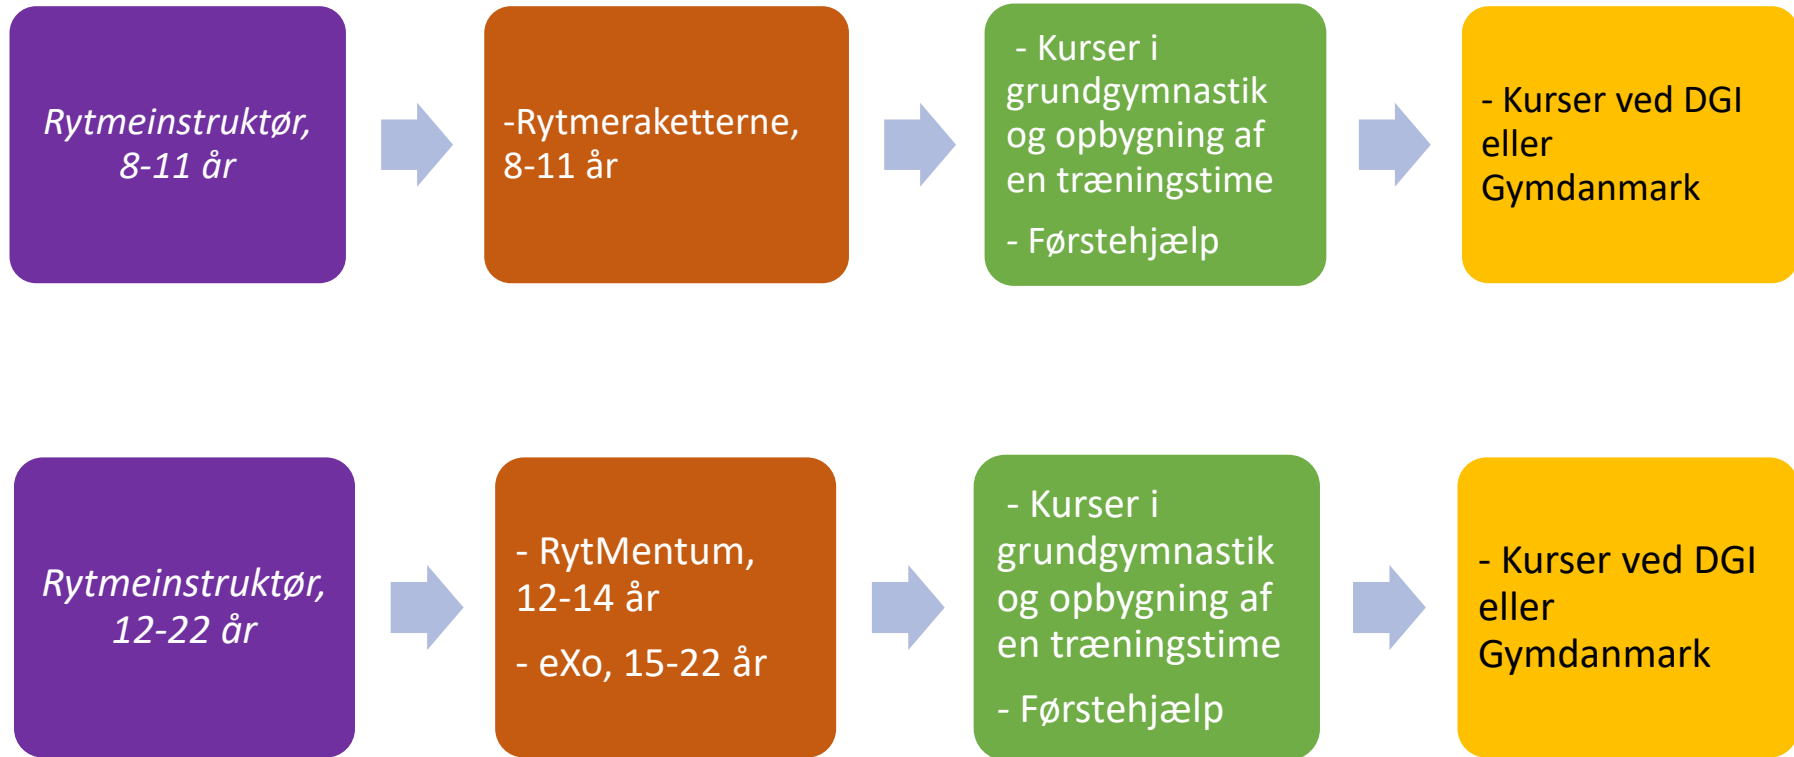 Rytmeinstruktør,
8-11 år
-Rytmeraketterne,
8-11 år
- Kurser i
grundgymnastik
og opbygning af
en træningstime
- Førstehjælp
- Kurser ved DGI
eller
Gymdanmark
Rytmeinstruktør,
12-22 år
- RytMentum,
12-14 år
- eXo, 15-22 år
- Kurser i
grundgymnastik
og opbygning af
en træningstime
- Førstehjælp
- Kurser ved DGI
eller
Gymdanmark